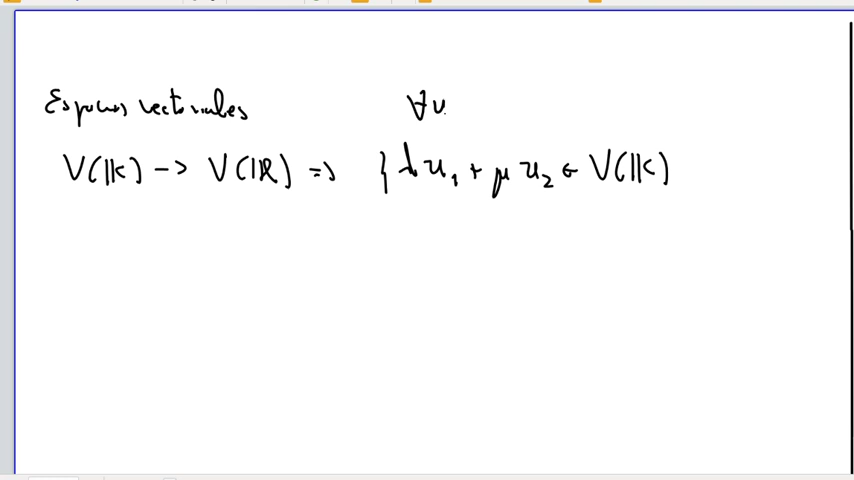 Espacios vectoriales ∀u
V(𝕂) -> V(ℝ) => { λu₁ + μu₂ ∈ V(𝕂)